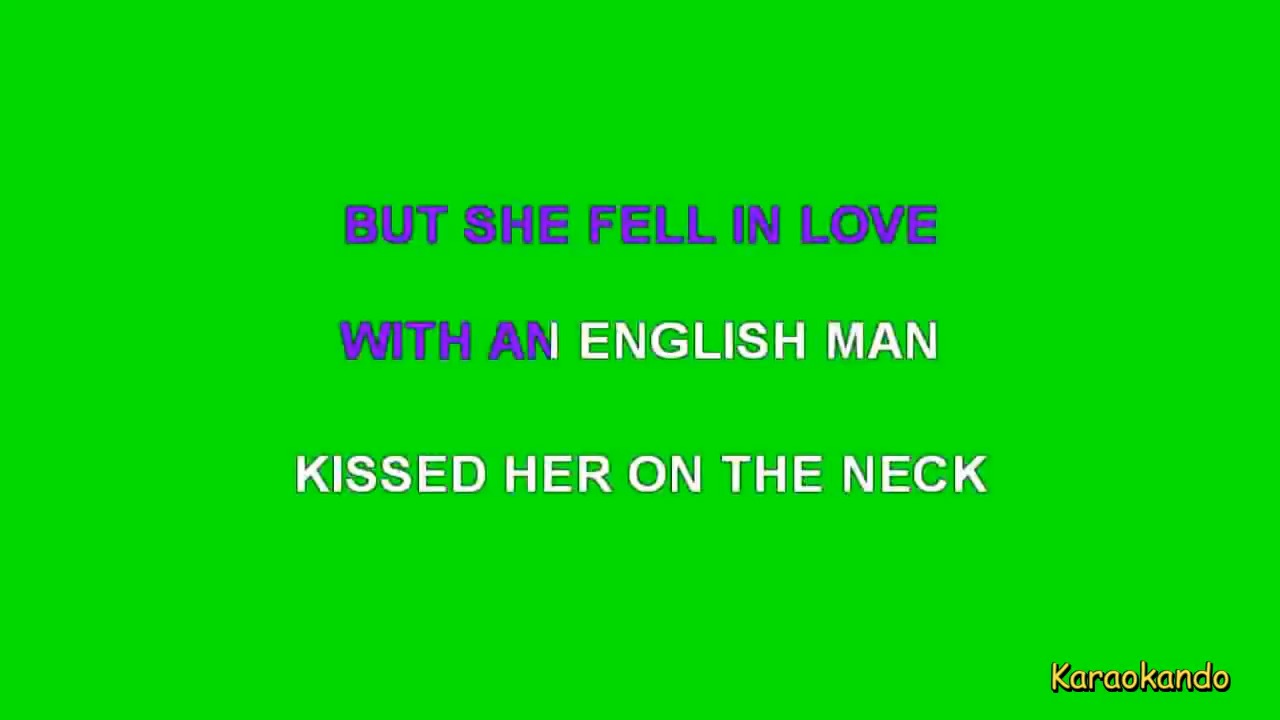 BUT SHE FELL IN LOVE
WITH AN ENGLISH MAN
KISSED HER ON THE NECK
Karaokando